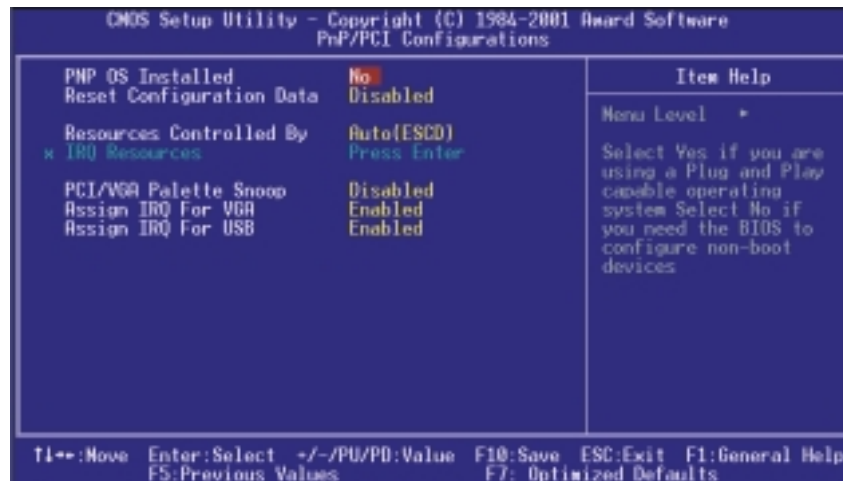 CMOS Setup Utility - Copyright (C) 1984-2001 Award Software
PnP/PCI Configurations
PNP OS Installed No
Reset Configuration Data Disabled
Resources Controlled By Auto(ESCD)
x IRQ Resources Press Enter
PCI/VGA Palette Snoop Disabled
Assign IRQ For VGA Enabled
Assign IRQ For USB Enabled
Item Help
Menu Level ▸
Select Yes if you are
using a Plug and Play
capable operating
system Select No if
you need the BIOS to
configure non-boot
devices
↑↓→←:Move Enter:Select +/-/PU/PD:Value F10:Save ESC:Exit F1:General Help
F5:Previous Values F7: Optimized Defaults